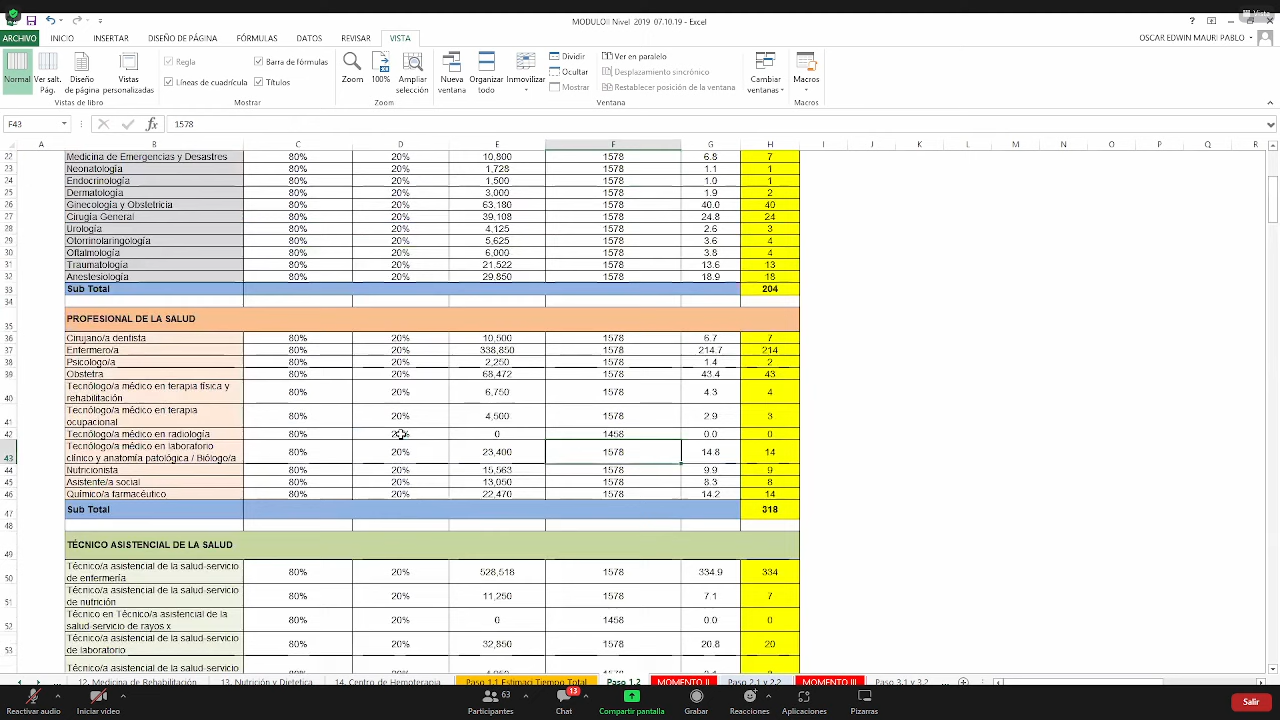 MODULOII Nivel 2019 07.10.19 - Excel
Vista
ARCHIVO INICIO INSERTAR DISEÑO DE PÁGINA FÓRMULAS DATOS REVISAR VISTA OSCAR EDWIN MAURI PABLO
Normal Ver salt. Pág. Diseño de página Vistas personalizadas
Vistas de libro
Regla Barra de fórmulas
Líneas de cuadrícula Títulos
Mostrar
Zoom 100% Ampliar selección
Zoom
Nueva ventana Organizar todo Inmovilizar
Dividir
Ocultar
Mostrar
Ver en paralelo
Desplazamiento sincrónico
Restablecer posición de la ventana
Ventana
Cambiar ventanas
Macros
Macros
F43 fx 1578
A B C D E F G H I J K L M N O P Q R
22 Medicina de Emergencias y Desastres 80% 20% 10,800 1578 6.8 7
23 Neonatología 80% 20% 1,728 1578 1.1 1
24 Endocrinología 80% 20% 1,500 1578 1.0 1
25 Dermatología 80% 20% 3,000 1578 1.9 2
26 Ginecología y Obstetricia 80% 20% 63,180 1578 40.0 40
27 Cirugía General 80% 20% 39,108 1578 24.8 24
28 Urología 80% 20% 4,125 1578 2.6 3
29 Otorrinolaringología 80% 20% 5,625 1578 3.6 4
30 Oftalmología 80% 20% 6,000 1578 3.8 4
31 Traumatología 80% 20% 21,522 1578 13.6 13
32 Anestesiología 80% 20% 29,850 1578 18.9 18
33 Sub Total 204
34
35 PROFESIONAL DE LA SALUD
36 Cirujano/a dentista 80% 20% 10,500 1578 6.7 7
37 Enfermero/a 80% 20% 338,850 1578 214.7 214
38 Psicologo/a 80% 20% 2,250 1578 1.4 2
39 Obstetra 80% 20% 68,472 1578 43.4 43
40 Tecnólogo/a médico en terapia física y rehabilitación 80% 20% 6,750 1578 4.3 4
41 Tecnólogo/a médico en terapia ocupacional 80% 20% 4,500 1578 2.9 3
42 Tecnólogo/a médico en radiología 80% 20% 0 1458 0.0 0
43 Tecnólogo/a médico en laboratorio clínico y anatomía patológica / Biólogo/a 80% 20% 23,400 1578 14.8 14
44 Nutricionista 80% 20% 15,563 1578 9.9 9
45 Asistente/a social 80% 20% 13,050 1578 8.3 8
46 Químico/a farmacéutico 80% 20% 22,470 1578 14.2 14
47 Sub Total 318
48
49 TÉCNICO ASISTENCIAL DE LA SALUD
50 Técnico/a asistencial de la salud-servicio de enfermería 80% 20% 528,518 1578 334.9 334
51 Técnico/a asistencial de la salud-servicio de nutrición 80% 20% 11,250 1578 7.1 7
52 Técnico en Técnico/a asistencial de la salud-servicio de rayos x 80% 20% 0 1458 0.0 0
53 Técnico/a asistencial de la salud-servicio de laboratorio 80% 20% 32,850 1578 20.8 20
Técnico/a asistencial de la salud-servicio
12. Medicina de Rehabilitación 13. Nutrición y Dietetica 14. Centro de Hemoterapia Paso 1.1 Estimac Tiempo Total Paso 1.2 MOMENTO II Paso 2.1 y 2.2 MOMENTO III Paso 3.1 y 3.2
63 13
Reactivar audio Iniciar video Participantes Chat Compartir pantalla Grabar Reacciones Aplicaciones Pizarras Salir